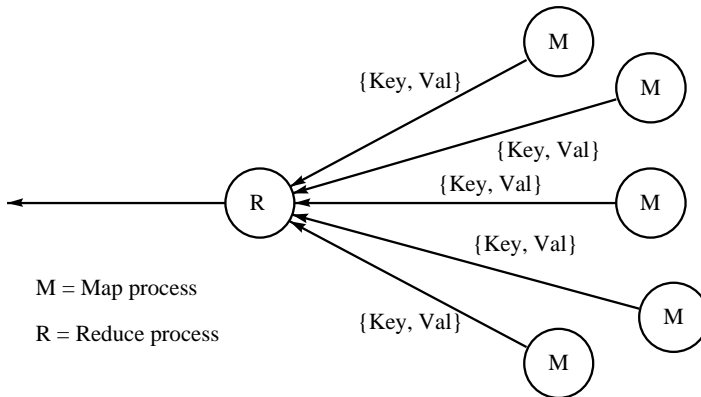 M
{Key, Val}
M
{Key, Val}
{Key, Val}
R
M
{Key, Val}
M = Map process
M
{Key, Val}
R = Reduce process
M